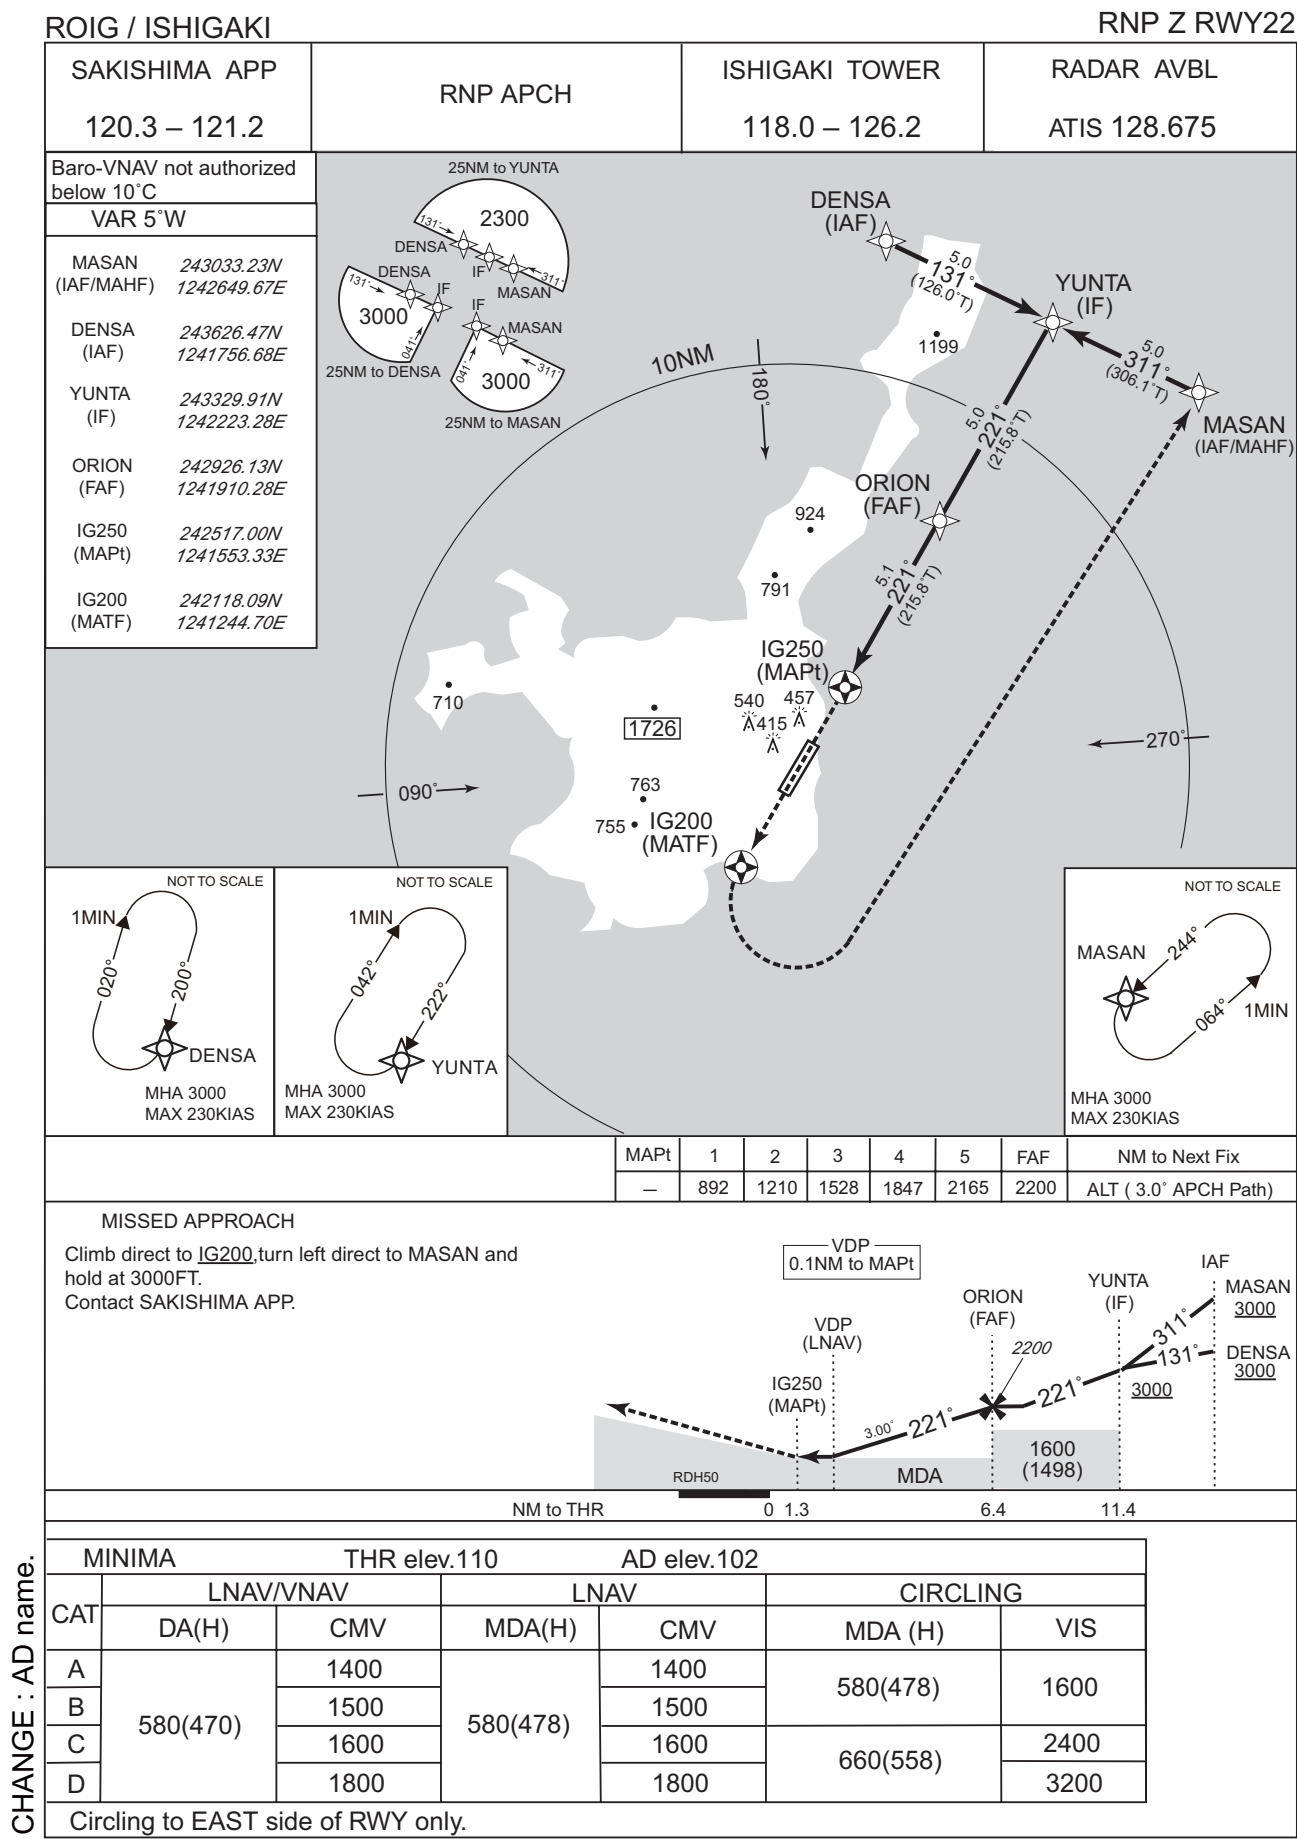 ROIG / ISHIGAKI
RNP Z RWY22
SAKISHIMA APP
120.3 – 121.2
RNP APCH
ISHIGAKI TOWER
118.0 – 126.2
RADAR AVBL
ATIS 128.675
Baro-VNAV not authorized
below 10°C
VAR 5°W
MASAN
(IAF/MAHF)
243033.23N
1242649.67E
DENSA
(IAF)
243626.47N
1241756.68E
YUNTA
(IF)
243329.91N
1242223.28E
ORION
(FAF)
242926.13N
1241910.28E
IG250
(MAPt)
242517.00N
1241553.33E
IG200
(MATF)
242118.09N
1241244.70E
25NM to YUNTA
2300
131°
DENSA
IF
MASAN
311°
DENSA
131°
IF
3000
041°
25NM to DENSA
IF
MASAN
041°
311°
3000
25NM to MASAN
DENSA
(IAF)
5.0
131°
(126.0°T)
YUNTA
(IF)
1199
5.0
311°
(306.1°T)
MASAN
(IAF/MAHF)
10NM
180°
5.0
221°
(215.8°T)
ORION
(FAF)
924
791
5.1
221°
(215.8°T)
IG250
(MAPt)
710
540
457
415
1726
270°
090°
763
755
IG200
(MATF)
NOT TO SCALE
1MIN
020°
200°
DENSA
MHA 3000
MAX 230KIAS
NOT TO SCALE
1MIN
042°
222°
YUNTA
MHA 3000
MAX 230KIAS
NOT TO SCALE
MASAN
244°
064°
1MIN
MHA 3000
MAX 230KIAS
MAPt 1 2 3 4 5 FAF NM to Next Fix
— 892 1210 1528 1847 2165 2200 ALT ( 3.0° APCH Path)
MISSED APPROACH
Climb direct to IG200,turn left direct to MASAN and
hold at 3000FT.
Contact SAKISHIMA APP.
VDP
0.1NM to MAPt
IAF
MASAN
3000
YUNTA
(IF)
ORION
(FAF)
311°
VDP
(LNAV)
2200
131°
DENSA
3000
IG250
(MAPt)
221°
3000
3.00°
221°
1600
(1498)
RDH50
MDA
NM to THR 0 1.3 6.4 11.4
MINIMA THR elev.110 AD elev.102
CAT LNAV/VNAV LNAV CIRCLING
DA(H) CMV MDA(H) CMV MDA (H) VIS
A 1400 1400
580(478) 1600
B 1500 1500
580(470) 580(478)
C 1600 1600 2400
660(558)
D 1800 1800 3200
Circling to EAST side of RWY only.
CHANGE : AD name.